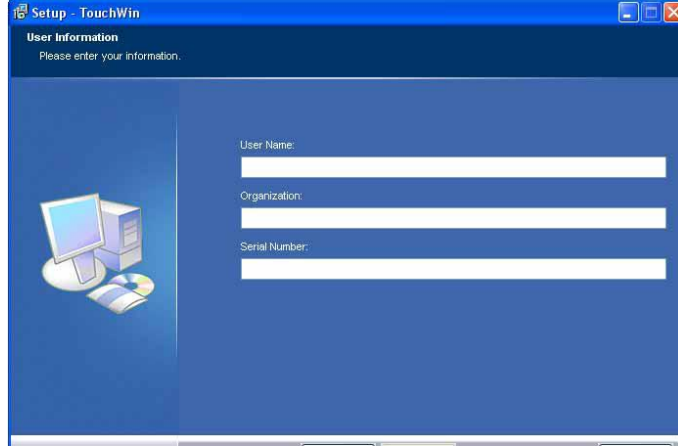 Setup - TouchWin
User Information
Please enter your information.
User Name:
Organization:
Serial Number: